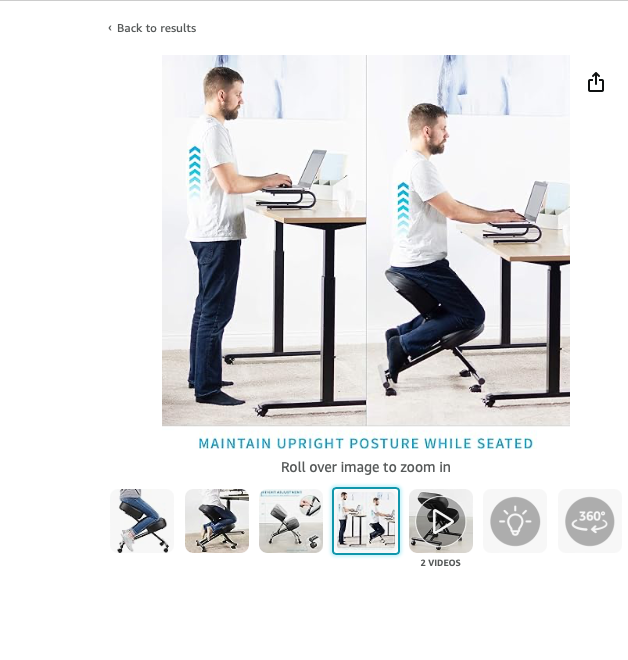 ‹ Back to results
MAINTAIN UPRIGHT POSTURE WHILE SEATED
Roll over image to zoom in
360°
2 VIDEOS